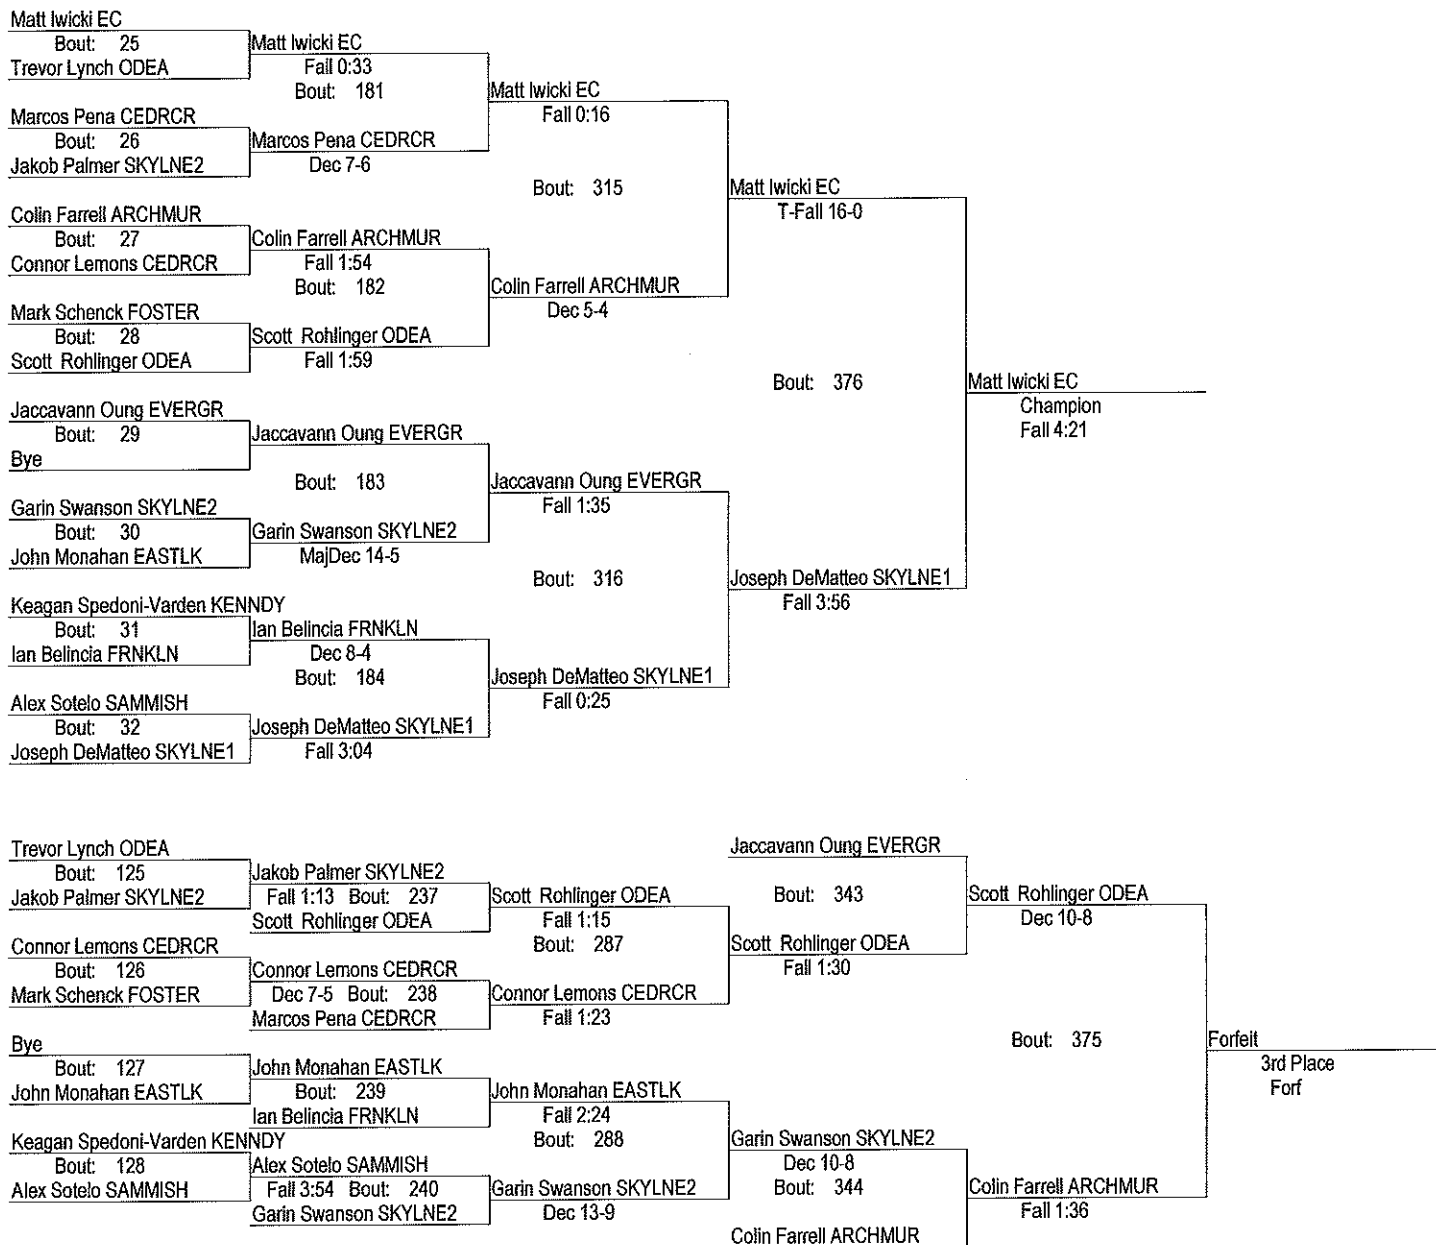 Matt Iwicki EC
Bout: 25
Trevor Lynch ODEA
Matt Iwicki EC
Fall 0:33
Bout: 181
Marcos Pena CEDRCR
Bout: 26
Jakob Palmer SKYLNE2
Marcos Pena CEDRCR
Dec 7-6
Matt Iwicki EC
Fall 0:16
Bout: 315
Colin Farrell ARCHMUR
Bout: 27
Connor Lemons CEDRCR
Colin Farrell ARCHMUR
Fall 1:54
Bout: 182
Mark Schenck FOSTER
Bout: 28
Scott Rohlinger ODEA
Scott Rohlinger ODEA
Fall 1:59
Colin Farrell ARCHMUR
Dec 5-4
Matt Iwicki EC
T-Fall 16-0
Bout: 376
Jaccavann Oung EVERGR
Bout: 29
Bye
Jaccavann Oung EVERGR
Bout: 183
Garin Swanson SKYLNE2
Bout: 30
John Monahan EASTLK
Garin Swanson SKYLNE2
MajDec 14-5
Jaccavann Oung EVERGR
Fall 1:35
Bout: 316
Keagan Spedoni-Varden KENNDY
Bout: 31
Ian Belincia FRNKLN
Ian Belincia FRNKLN
Dec 8-4
Bout: 184
Alex Sotelo SAMMISH
Bout: 32
Joseph DeMatteo SKYLNE1
Joseph DeMatteo SKYLNE1
Fall 3:04
Joseph DeMatteo SKYLNE1
Fall 0:25
Joseph DeMatteo SKYLNE1
Fall 3:56
Matt Iwicki EC
Champion
Fall 4:21
Trevor Lynch ODEA
Bout: 125
Jakob Palmer SKYLNE2
Jakob Palmer SKYLNE2
Fall 1:13 Bout: 237
Scott Rohlinger ODEA
Scott Rohlinger ODEA
Fall 1:15
Bout: 287
Connor Lemons CEDRCR
Bout: 126
Mark Schenck FOSTER
Connor Lemons CEDRCR
Dec 7-5 Bout: 238
Marcos Pena CEDRCR
Connor Lemons CEDRCR
Fall 1:23
Jaccavann Oung EVERGR
Bout: 343
Scott Rohlinger ODEA
Fall 1:30
Scott Rohlinger ODEA
Dec 10-8
Bout: 375
Bye
Bout: 127
John Monahan EASTLK
John Monahan EASTLK
Bout: 239
Ian Belincia FRNKLN
John Monahan EASTLK
Fall 2:24
Bout: 288
Keagan Spedoni-Varden KENNDY
Bout: 128
Alex Sotelo SAMMISH
Alex Sotelo SAMMISH
Fall 3:54 Bout: 240
Garin Swanson SKYLNE2
Garin Swanson SKYLNE2
Dec 13-9
Garin Swanson SKYLNE2
Dec 10-8
Bout: 344
Colin Farrell ARCHMUR
Colin Farrell ARCHMUR
Fall 1:36
Forfeit
3rd Place
Forf